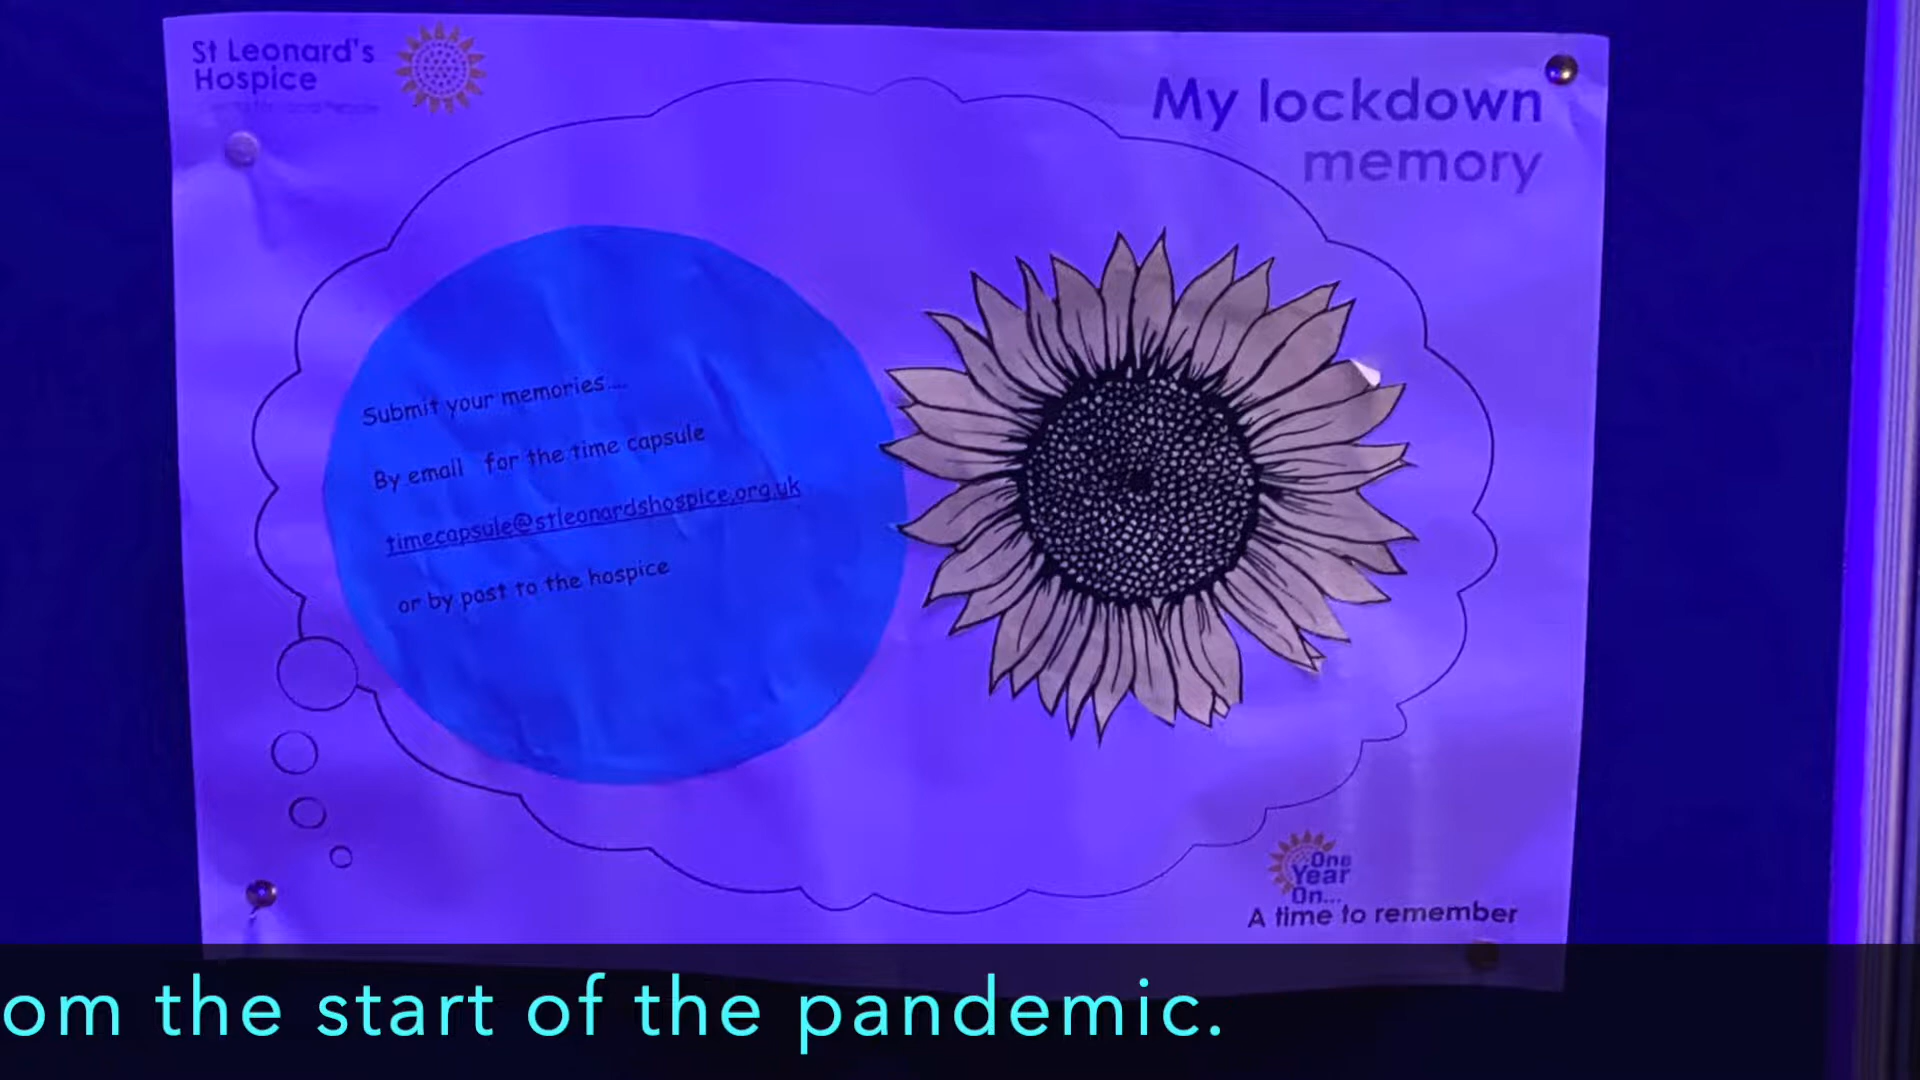 St Leonard's
Hospice
My lockdown
memory
Submit your memories....
By email for the time capsule
timecapsule@stleonardshospice.org.uk
or by post to the hospice
One
Year
On...
A time to remember
om the start of the pandemic.